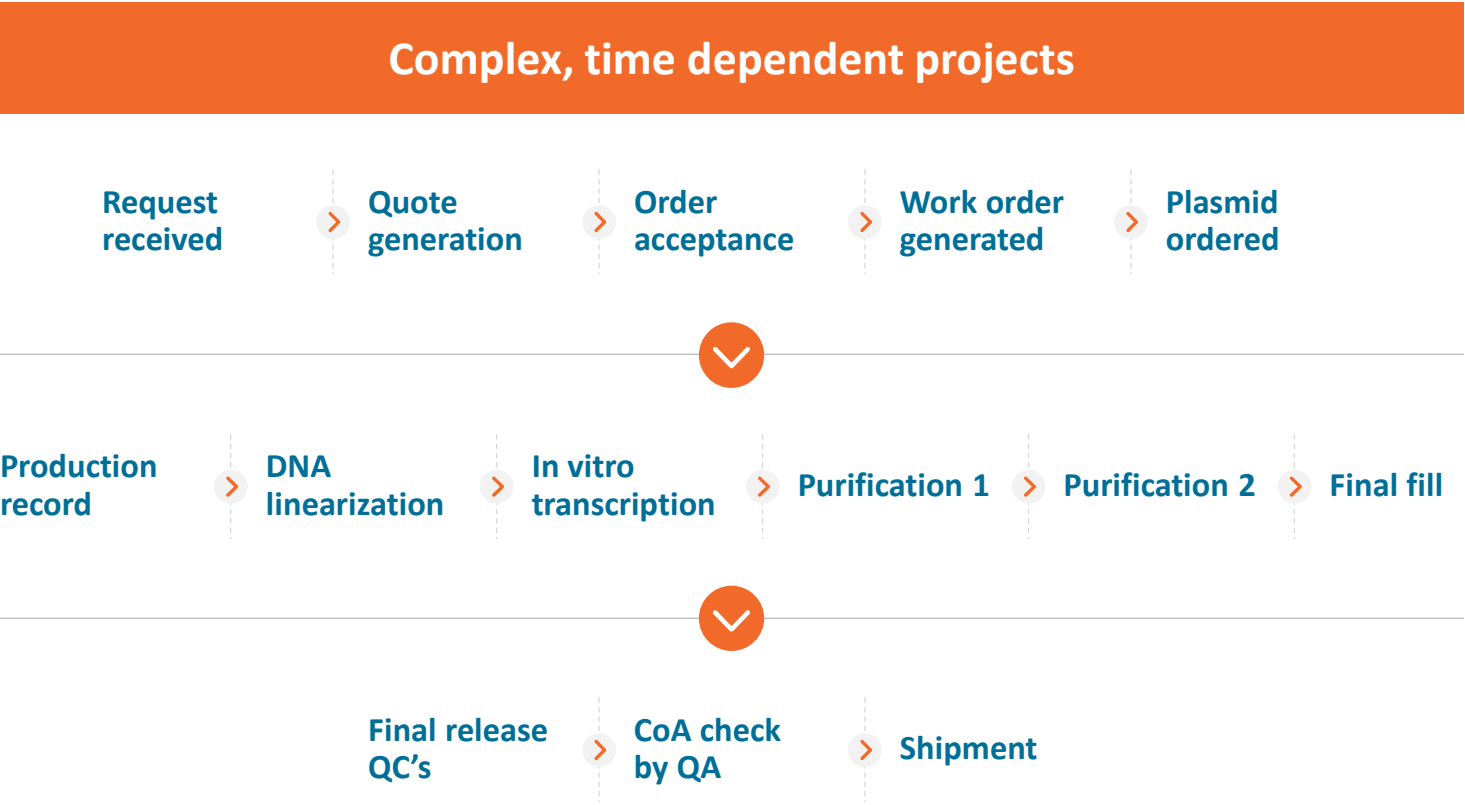 Complex, time dependent projects
Request
received
Quote
generation
Order
acceptance
Work order
generated
Plasmid
ordered
Production
record
DNA
linearization
In vitro
transcription
Purification 1
Purification 2
Final fill
Final release
QC's
CoA check
by QA
Shipment